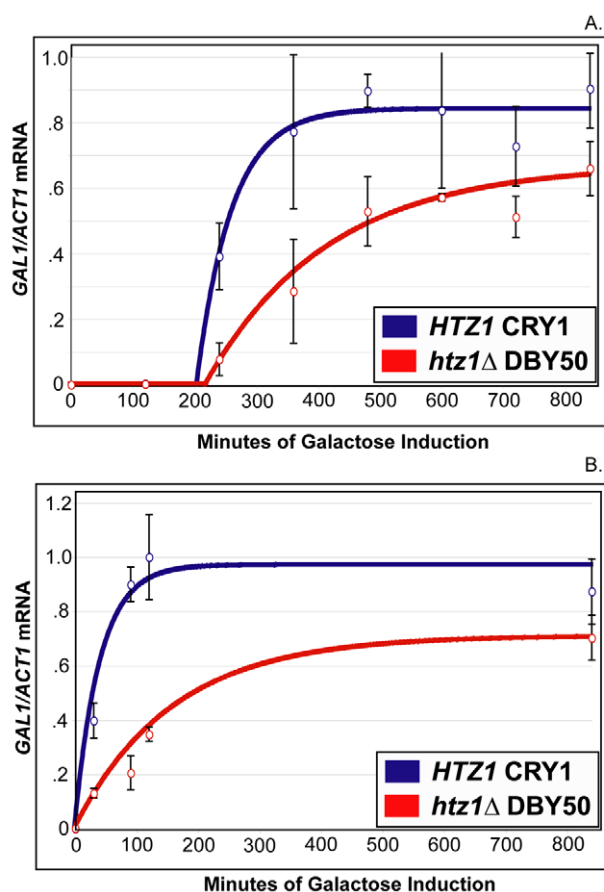 A.
1.0
.8
.6
.4
.2
0
GAL1/ACT1 mRNA
HTZ1 CRY1
htz1Δ DBY50
0 100 200 300 400 500 600 700 800
Minutes of Galactose Induction
B.
1.2
1.0
.8
.6
.4
.2
0
GAL1/ACT1 mRNA
HTZ1 CRY1
htz1Δ DBY50
0 100 200 300 400 500 600 700 800
Minutes of Galactose Induction